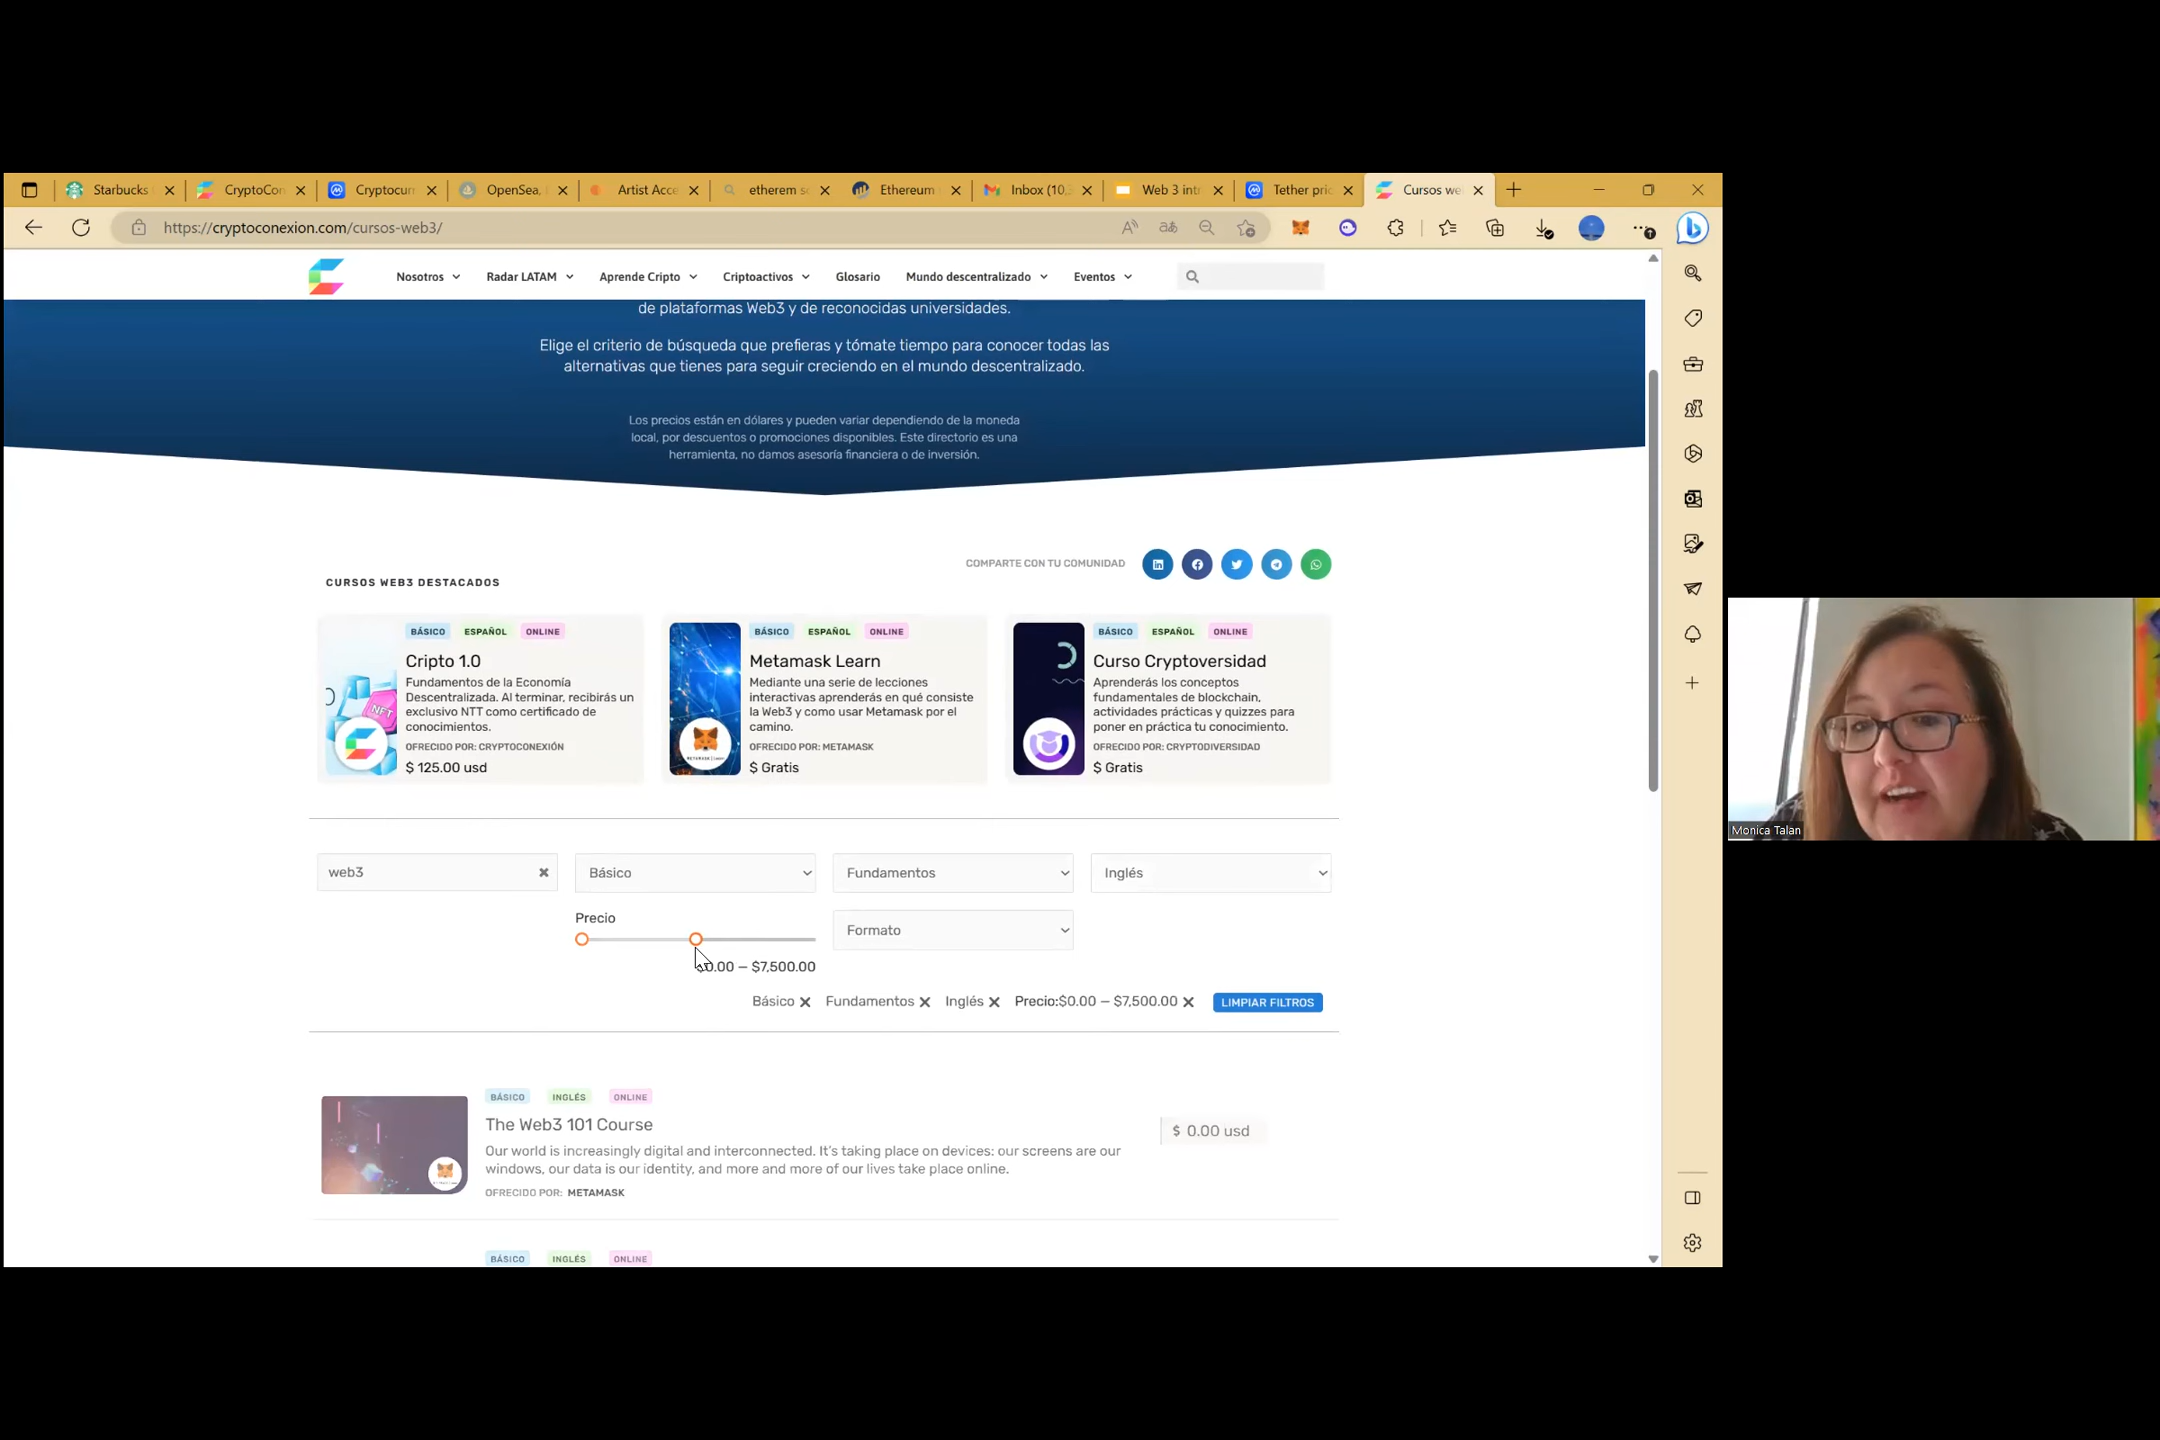 Starbucks
CryptoCon
Cryptocurr
OpenSea,
Artist Acce
etherem sc
Ethereum
Inbox (10,
Web 3 intr
Tether pric
Cursos we
https://cryptoconexion.com/cursos-web3/
Nosotros
Radar LATAM
Aprende Cripto
Criptoactivos
Glosario
Mundo descentralizado
Eventos
de plataformas Web3 y de reconocidas universidades.
Elige el criterio de búsqueda que prefieras y tómate tiempo para conocer todas las
alternativas que tienes para seguir creciendo en el mundo descentralizado.
Los precios están en dólares y pueden variar dependiendo de la moneda
local, por descuentos o promociones disponibles. Este directorio es una
herramienta, no damos asesoría financiera o de inversión.
COMPARTE CON TU COMUNIDAD
CURSOS WEB3 DESTACADOS
BÁSICO ESPAÑOL ONLINE
Cripto 1.0
Fundamentos de la Economía
Descentralizada. Al terminar, recibirás un
exclusivo NTT como certificado de
conocimientos.
OFRECIDO POR: CRYPTOCONEXIÓN
$ 125.00 usd
NFT
BÁSICO ESPAÑOL ONLINE
Metamask Learn
Mediante una serie de lecciones
interactivas aprenderás en qué consiste
la Web3 y como usar Metamask por el
camino.
OFRECIDO POR: METAMASK
$ Gratis
BÁSICO ESPAÑOL ONLINE
Curso Cryptoversidad
Aprenderás los conceptos
fundamentales de blockchain,
actividades prácticas y quizzes para
poner en práctica tu conocimiento.
OFRECIDO POR: CRYPTODIVERSIDAD
$ Gratis
web3
Básico
Fundamentos
Inglés
Precio
Formato
0.00 – $7,500.00
Básico Fundamentos Inglés Precio:$0.00 – $7,500.00 LIMPIAR FILTROS
BÁSICO INGLÉS ONLINE
The Web3 101 Course
Our world is increasingly digital and interconnected. It's taking place on devices: our screens are our
windows, our data is our identity, and more and more of our lives take place online.
OFRECIDO POR: METAMASK
$ 0.00 usd
BÁSICO INGLÉS ONLINE
Monica Talan